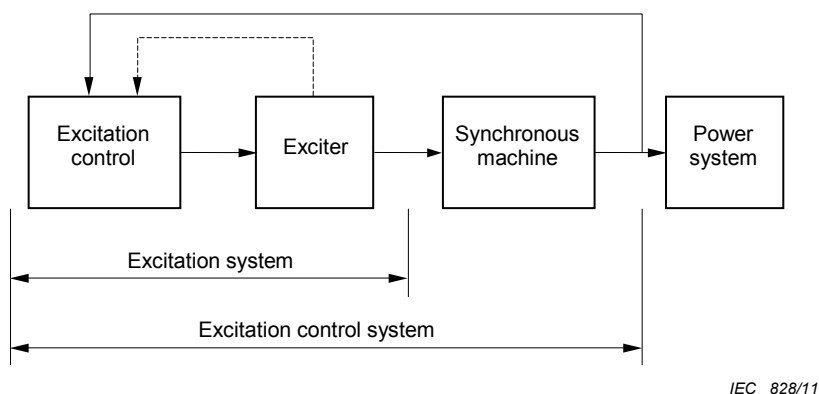 Excitation
control
Exciter
Synchronous
machine
Power
system
Excitation system
Excitation control system
IEC 828/11